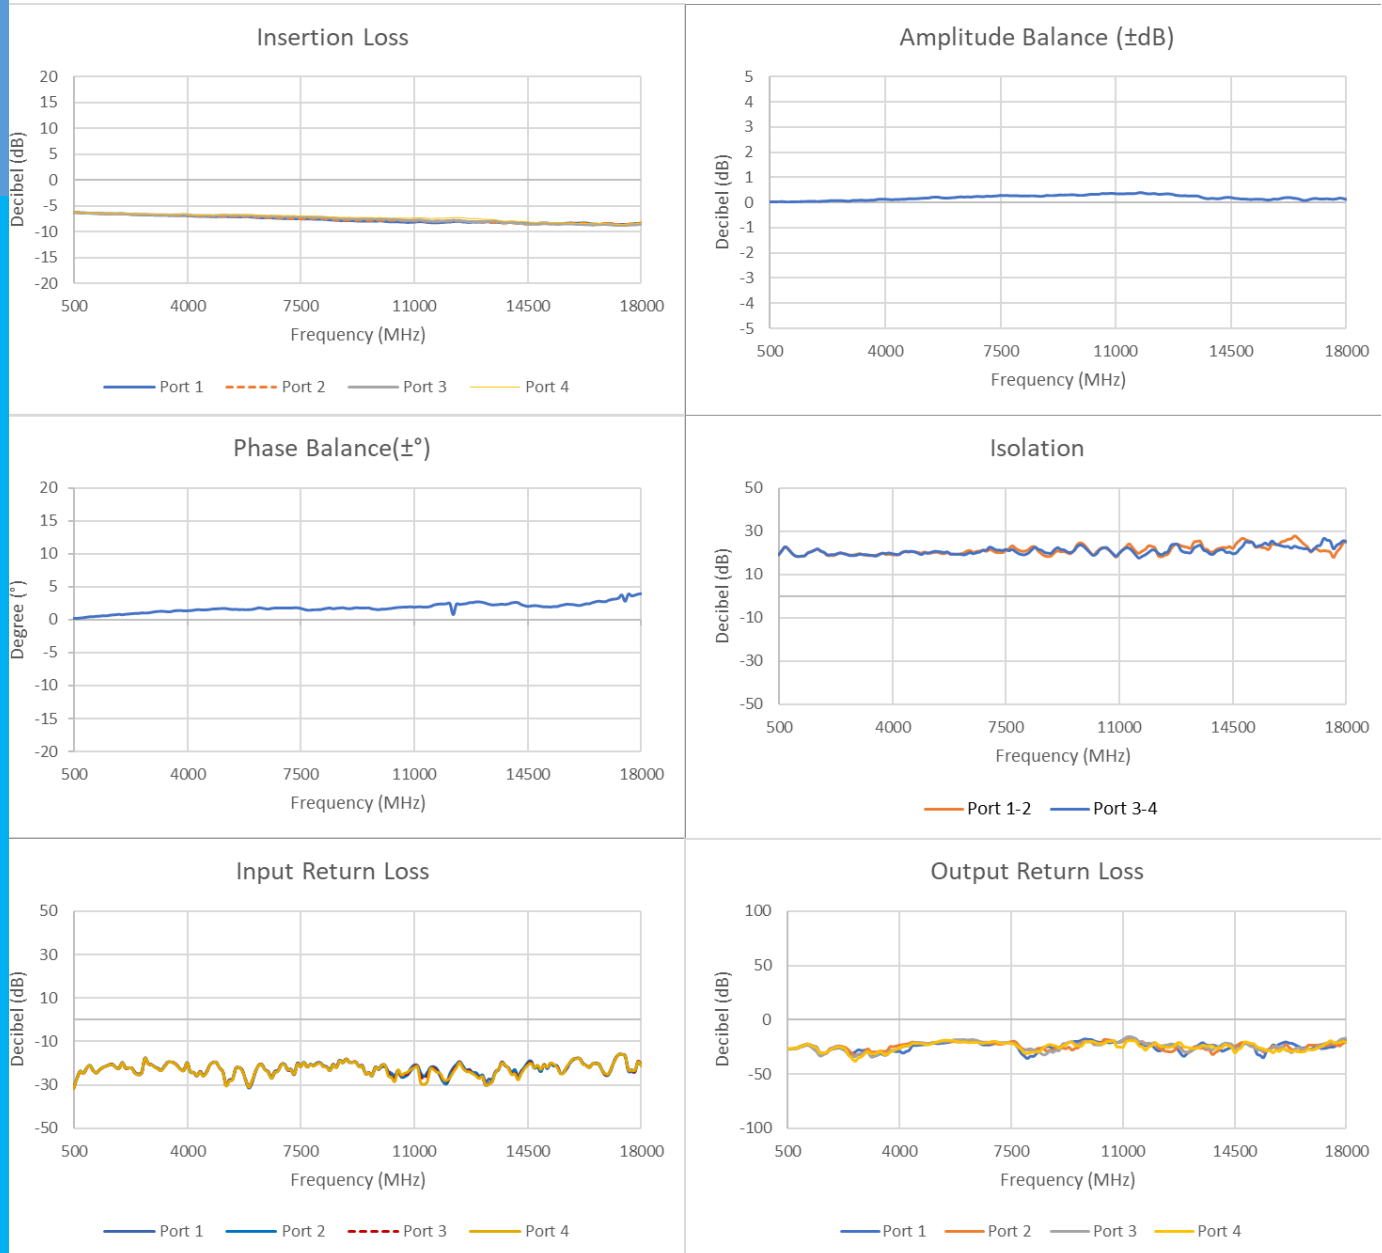 Insertion Loss
20
15
10
5
0
-5
-10
-15
-20
Decibel (dB)
500 4000 7500 11000 14500 18000
Frequency (MHz)
Port 1 Port 2 Port 3 Port 4
Amplitude Balance (±dB)
5
4
3
2
1
0
-1
-2
-3
-4
-5
Decibel (dB)
500 4000 7500 11000 14500 18000
Frequency (MHz)
Phase Balance(±°)
20
15
10
5
0
-5
-10
-15
-20
Degree (°)
500 4000 7500 11000 14500 18000
Frequency (MHz)
Isolation
50
30
10
-10
-30
-50
Decibel (dB)
500 4000 7500 11000 14500 18000
Frequency (MHz)
Port 1-2 Port 3-4
Input Return Loss
50
30
10
-10
-30
-50
Decibel (dB)
500 4000 7500 11000 14500 18000
Frequency (MHz)
Port 1 Port 2 Port 3 Port 4
Output Return Loss
100
50
0
-50
-100
Decibel (dB)
500 4000 7500 11000 14500 18000
Frequency (MHz)
Port 1 Port 2 Port 3 Port 4